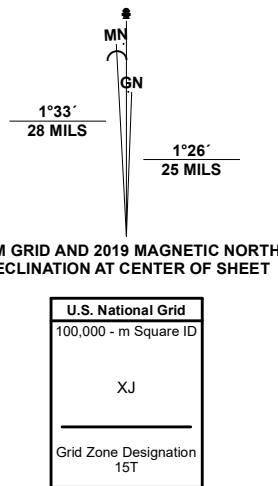 MN
GN
1°33´
28 MILS
1°26´
25 MILS
M GRID AND 2019 MAGNETIC NORTH
ECLINATION AT CENTER OF SHEET
U.S. National Grid
100,000 - m Square ID
XJ
Grid Zone Designation
15T